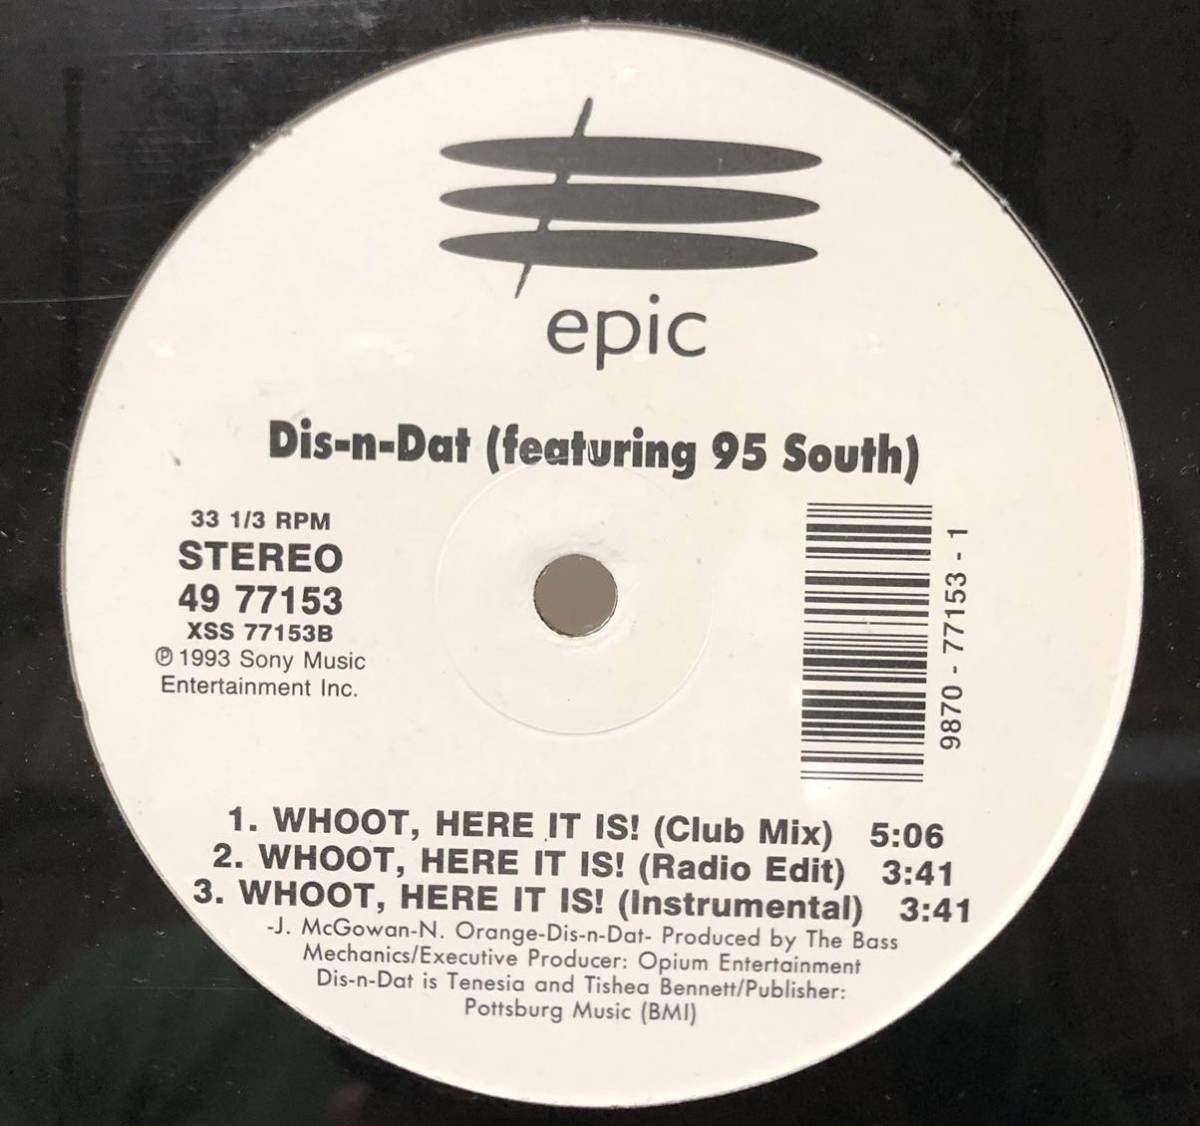 epic
Dis-n-Dat (featuring 95 South)
33 1/3 RPM
STEREO
49 77153
XSS 77153B
℗ 1993 Sony Music
Entertainment Inc.
9870 - 77153 - 1
1. WHOOT, HERE IT IS! (Club Mix) 5:06
2. WHOOT, HERE IT IS! (Radio Edit) 3:41
3. WHOOT, HERE IT IS! (Instrumental) 3:41
-J. McGowan-N. Orange-Dis-n-Dat- Produced by The Bass
Mechanics/Executive Producer: Opium Entertainment
Dis-n-Dat is Tenesia and Tishea Bennett/Publisher:
Pottsburg Music (BMI)